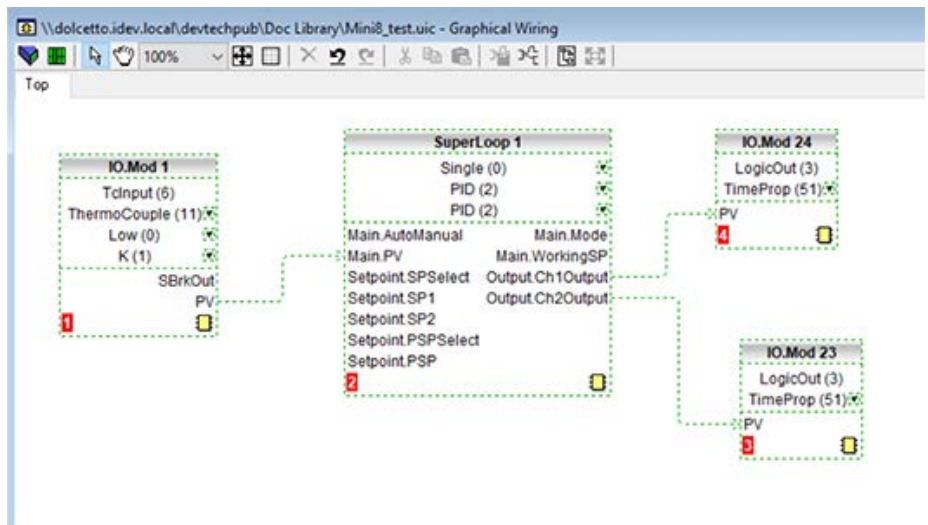 \\dolcetto.idev.local\devtechpub\Doc Library\Mini8_test.uic - Graphical Wiring
100%
Top
IO.Mod 1
TcInput (6)
ThermoCouple (11)
Low (0)
K (1)
SBrkOut
PV
1
SuperLoop 1
Single (0)
PID (2)
PID (2)
Main.AutoManual Main.Mode
Main.PV Main.WorkingSP
Setpoint.SPSelect Output.Ch1Output
Setpoint.SP1 Output.Ch2Output
Setpoint.SP2
Setpoint.PSPSelect
Setpoint.PSP
2
IO.Mod 24
LogicOut (3)
TimeProp (51)
PV
4
IO.Mod 23
LogicOut (3)
TimeProp (51)
PV
3